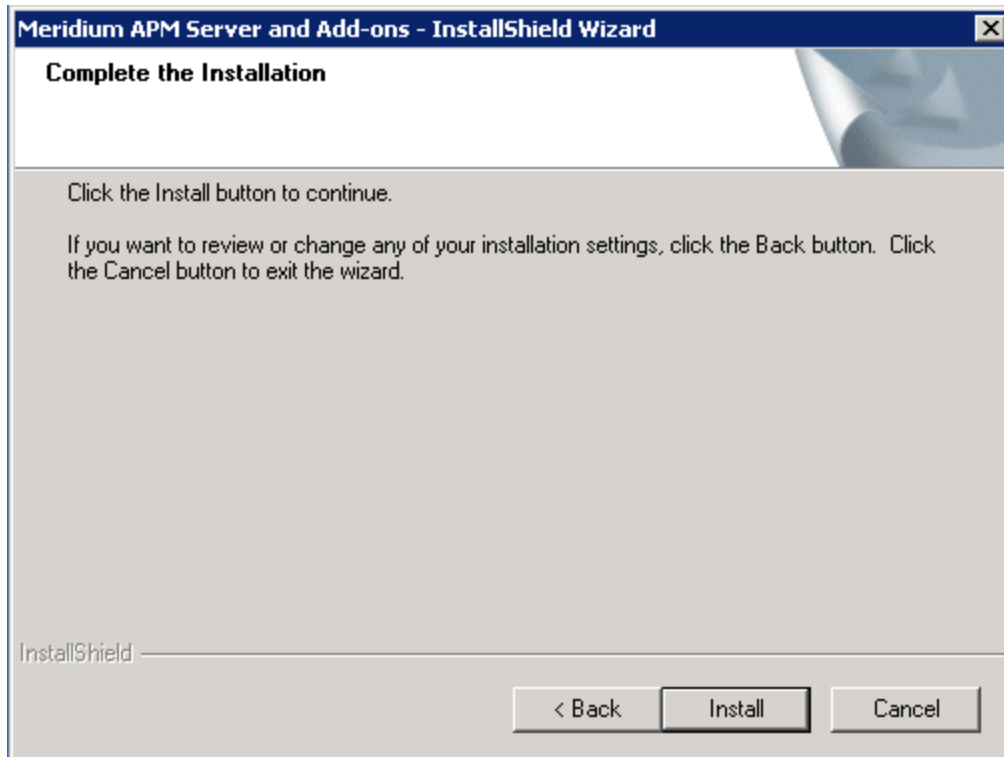 Meridium APM Server and Add-ons - InstallShield Wizard
Complete the Installation
Click the Install button to continue.
If you want to review or change any of your installation settings, click the Back button.  Click
the Cancel button to exit the wizard.
InstallShield
< Back
Install
Cancel